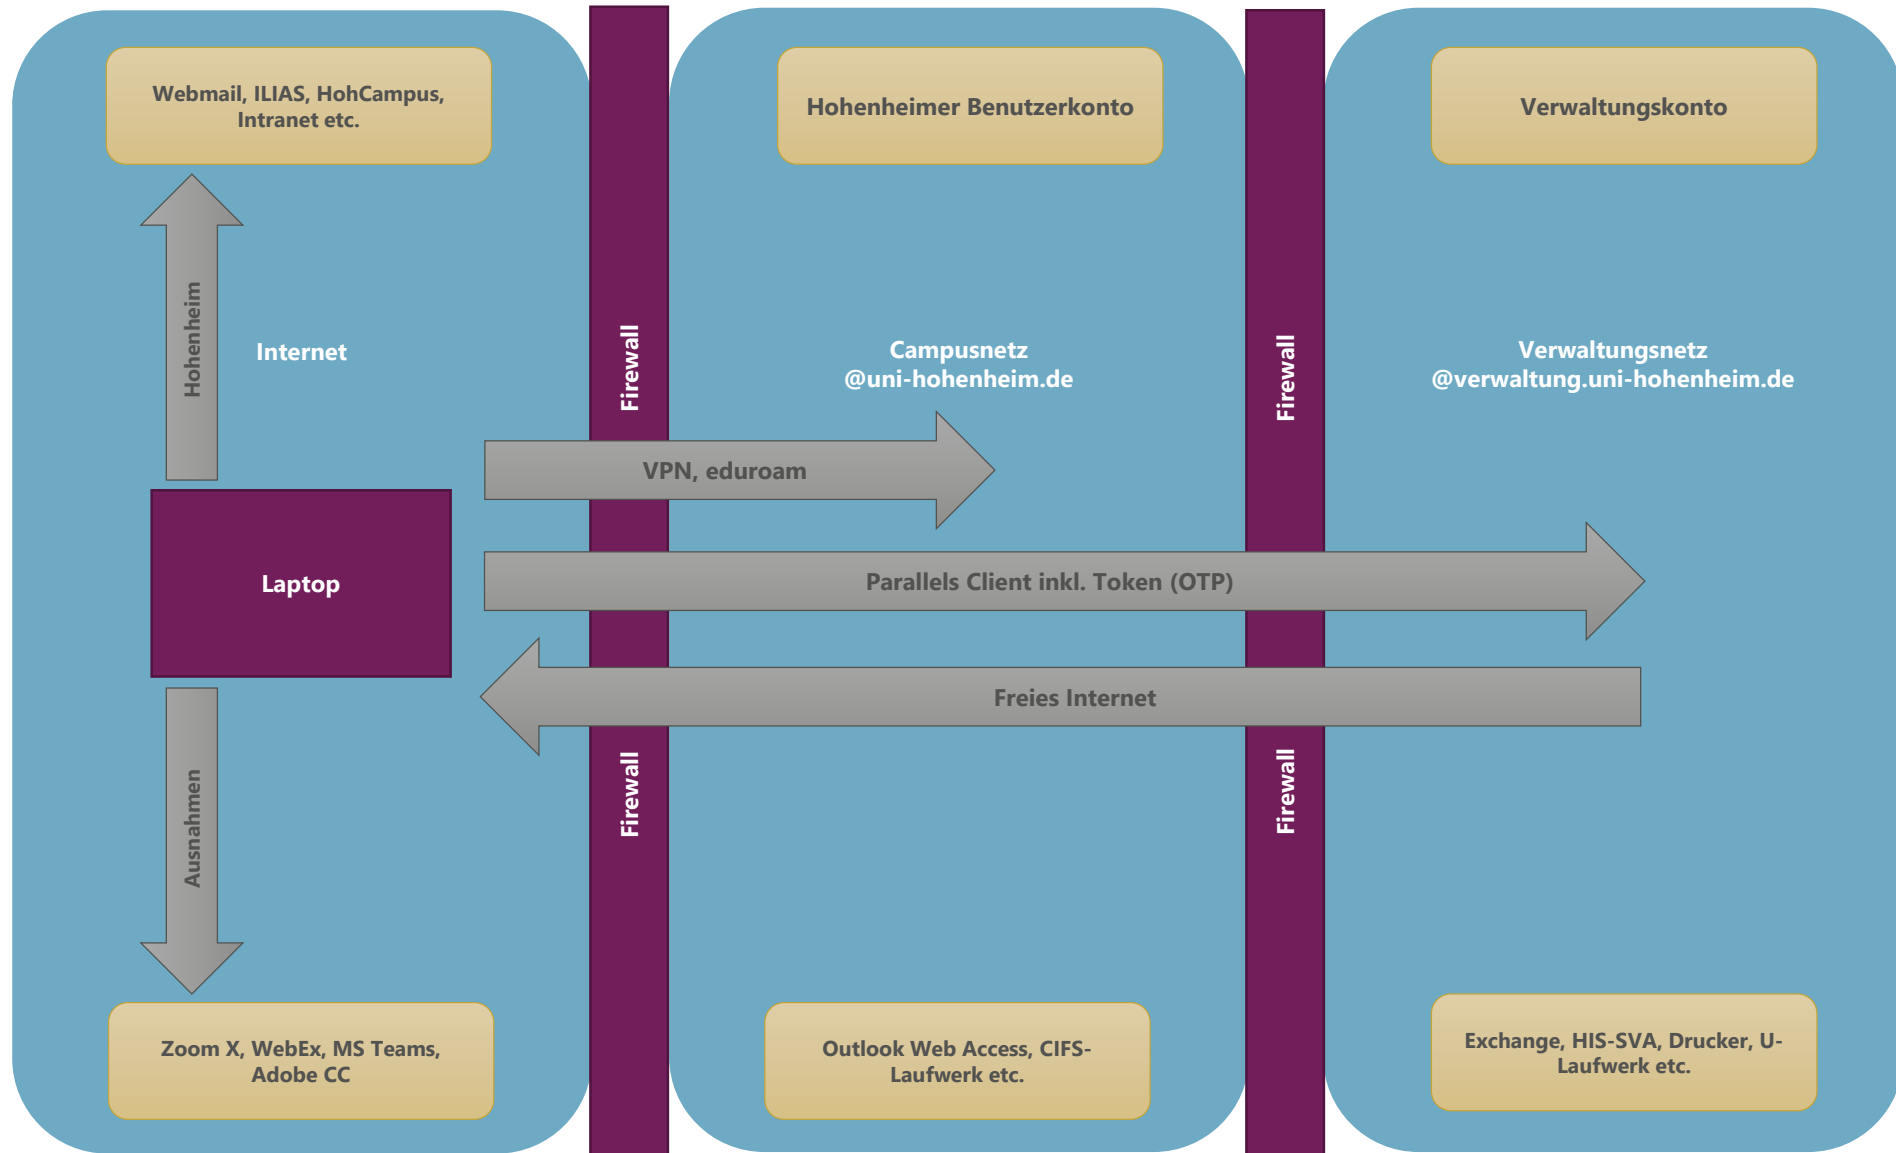 Webmail, ILIAS, HohCampus,
Intranet etc.
Hohenheimer Benutzerkonto
Verwaltungskonto
Hohenheim
Internet
Firewall
Campusnetz
@uni-hohenheim.de
Firewall
Verwaltungsnetz
@verwaltung.uni-hohenheim.de
VPN, eduroam
Laptop
Parallels Client inkl. Token (OTP)
Freies Internet
Ausnahmen
Firewall
Firewall
Zoom X, WebEx, MS Teams,
Adobe CC
Outlook Web Access, CIFS-
Laufwerk etc.
Exchange, HIS-SVA, Drucker, U-
Laufwerk etc.